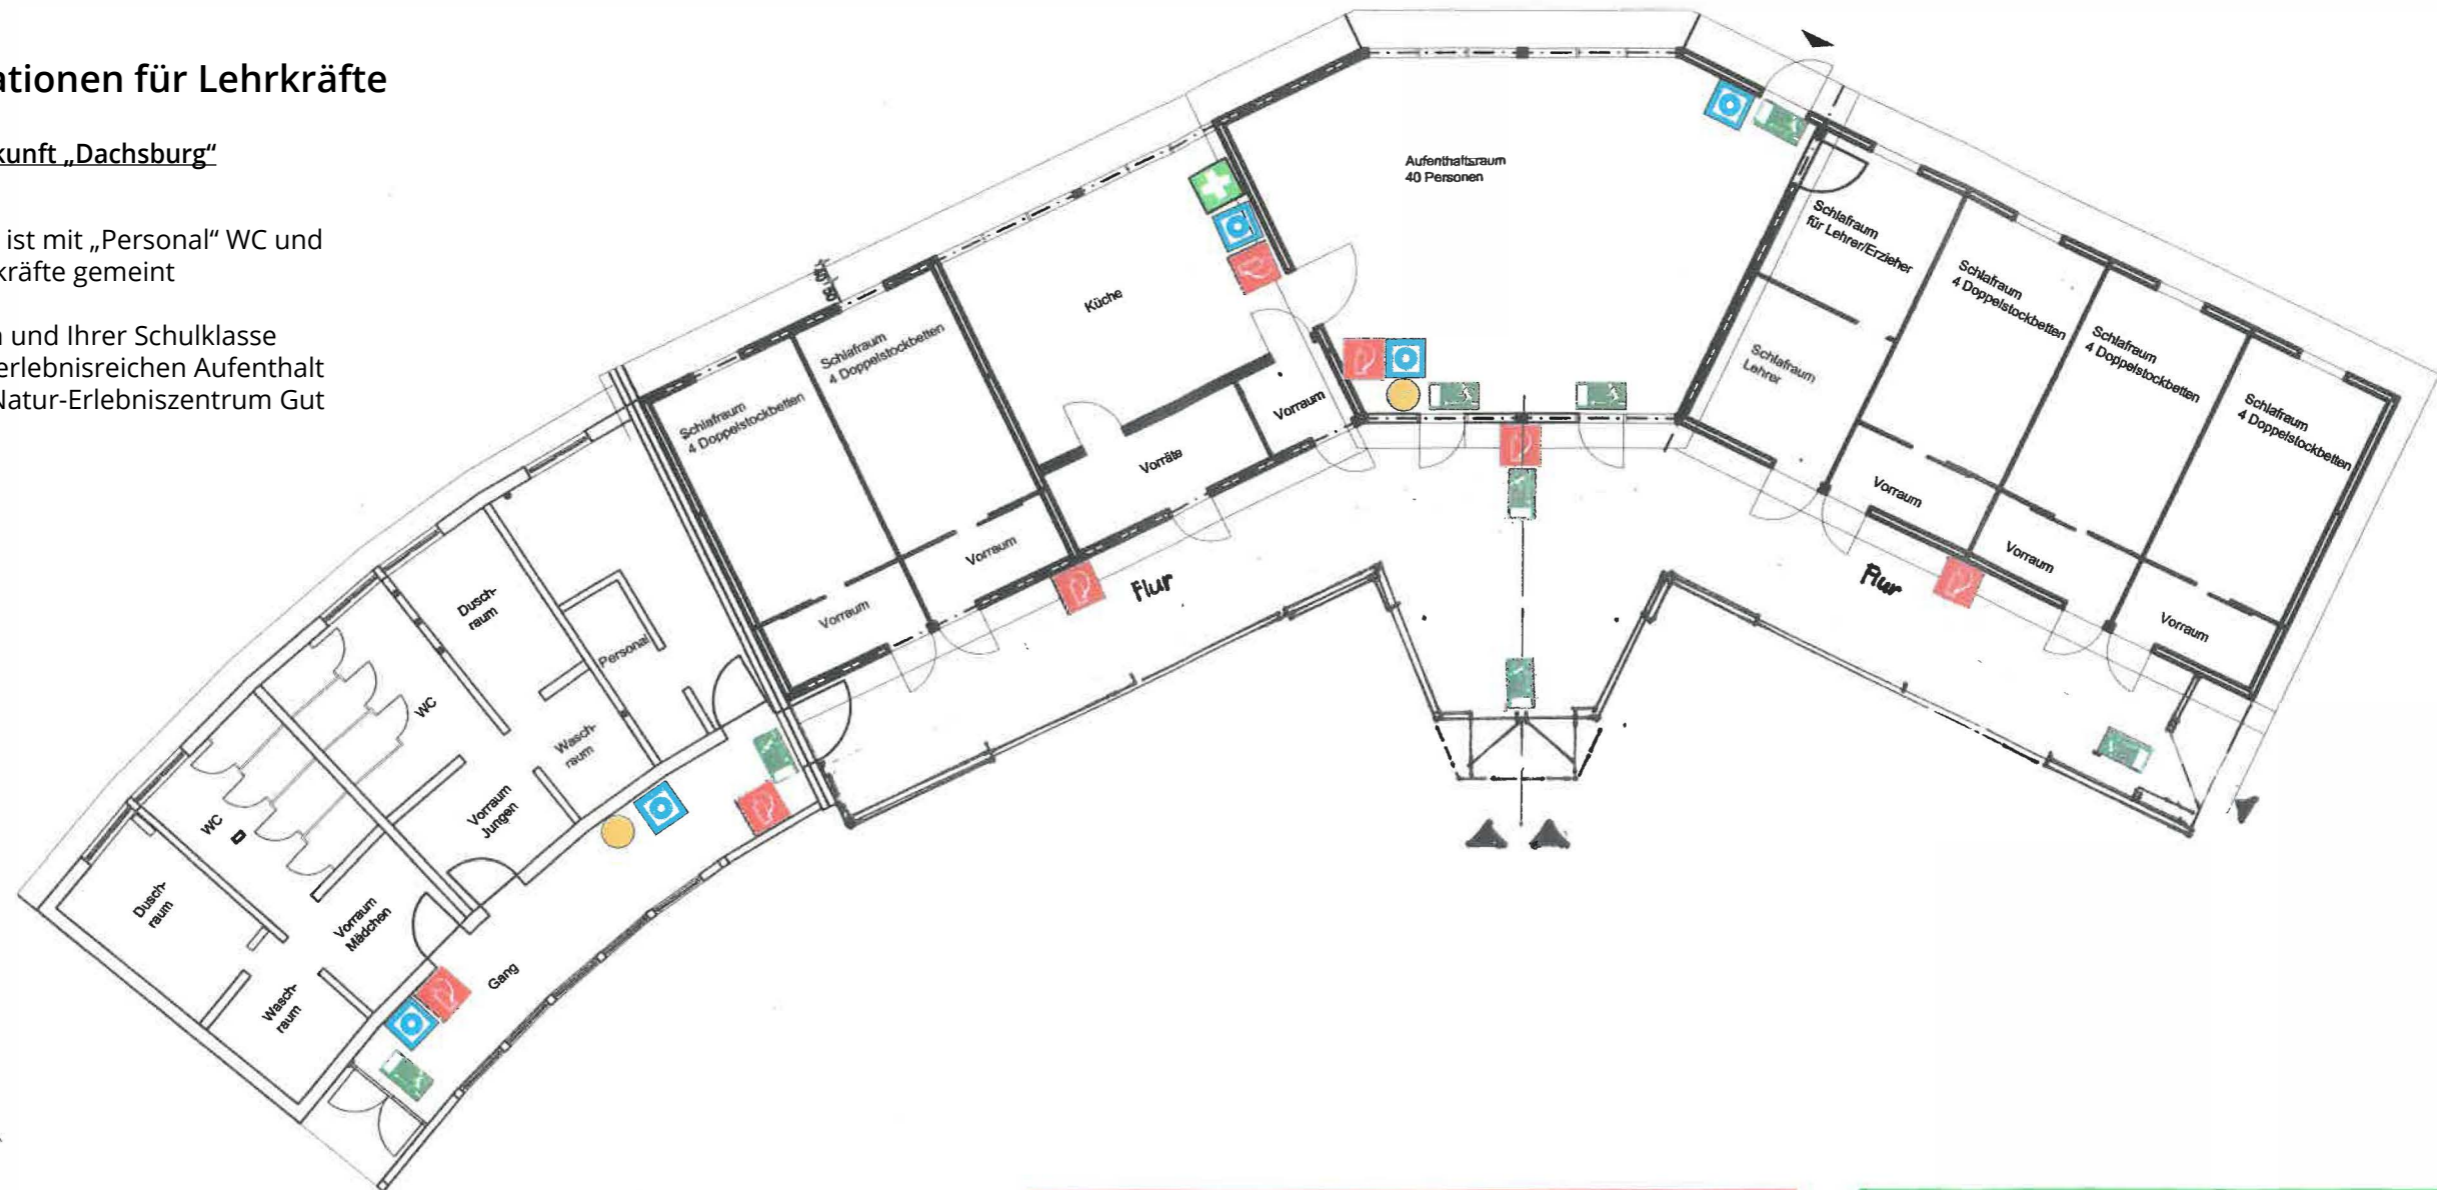 ationen für Lehrkräfte
kunft „Dachsburg“
ist mit „Personal“ WC und
kräfte gemeint
und Ihrer Schulklasse
erlebnisreichen Aufenthalt
Natur-Erlebniszentrum Gut
Aufenthaltsraum
40 Personen
Küche
Vorraum
Vorräte
Schlafraum
4 Doppelstockbetten
Vorraum
Schlafraum
4 Doppelstockbetten
Vorraum
Flur
Schlafraum
für Lehrer/Erzieher
Schlafraum
Lehrer
Schlafraum
4 Doppelstockbetten
Vorraum
Schlafraum
4 Doppelstockbetten
Vorraum
Schlafraum
4 Doppelstockbetten
Vorraum
Flur
Personal
Dusch-
raum
Wasch-
raum
WC
Vorraum
Jungen
WC
Dusch-
raum
Vorraum
Mädchen
Wasch-
raum
Gang